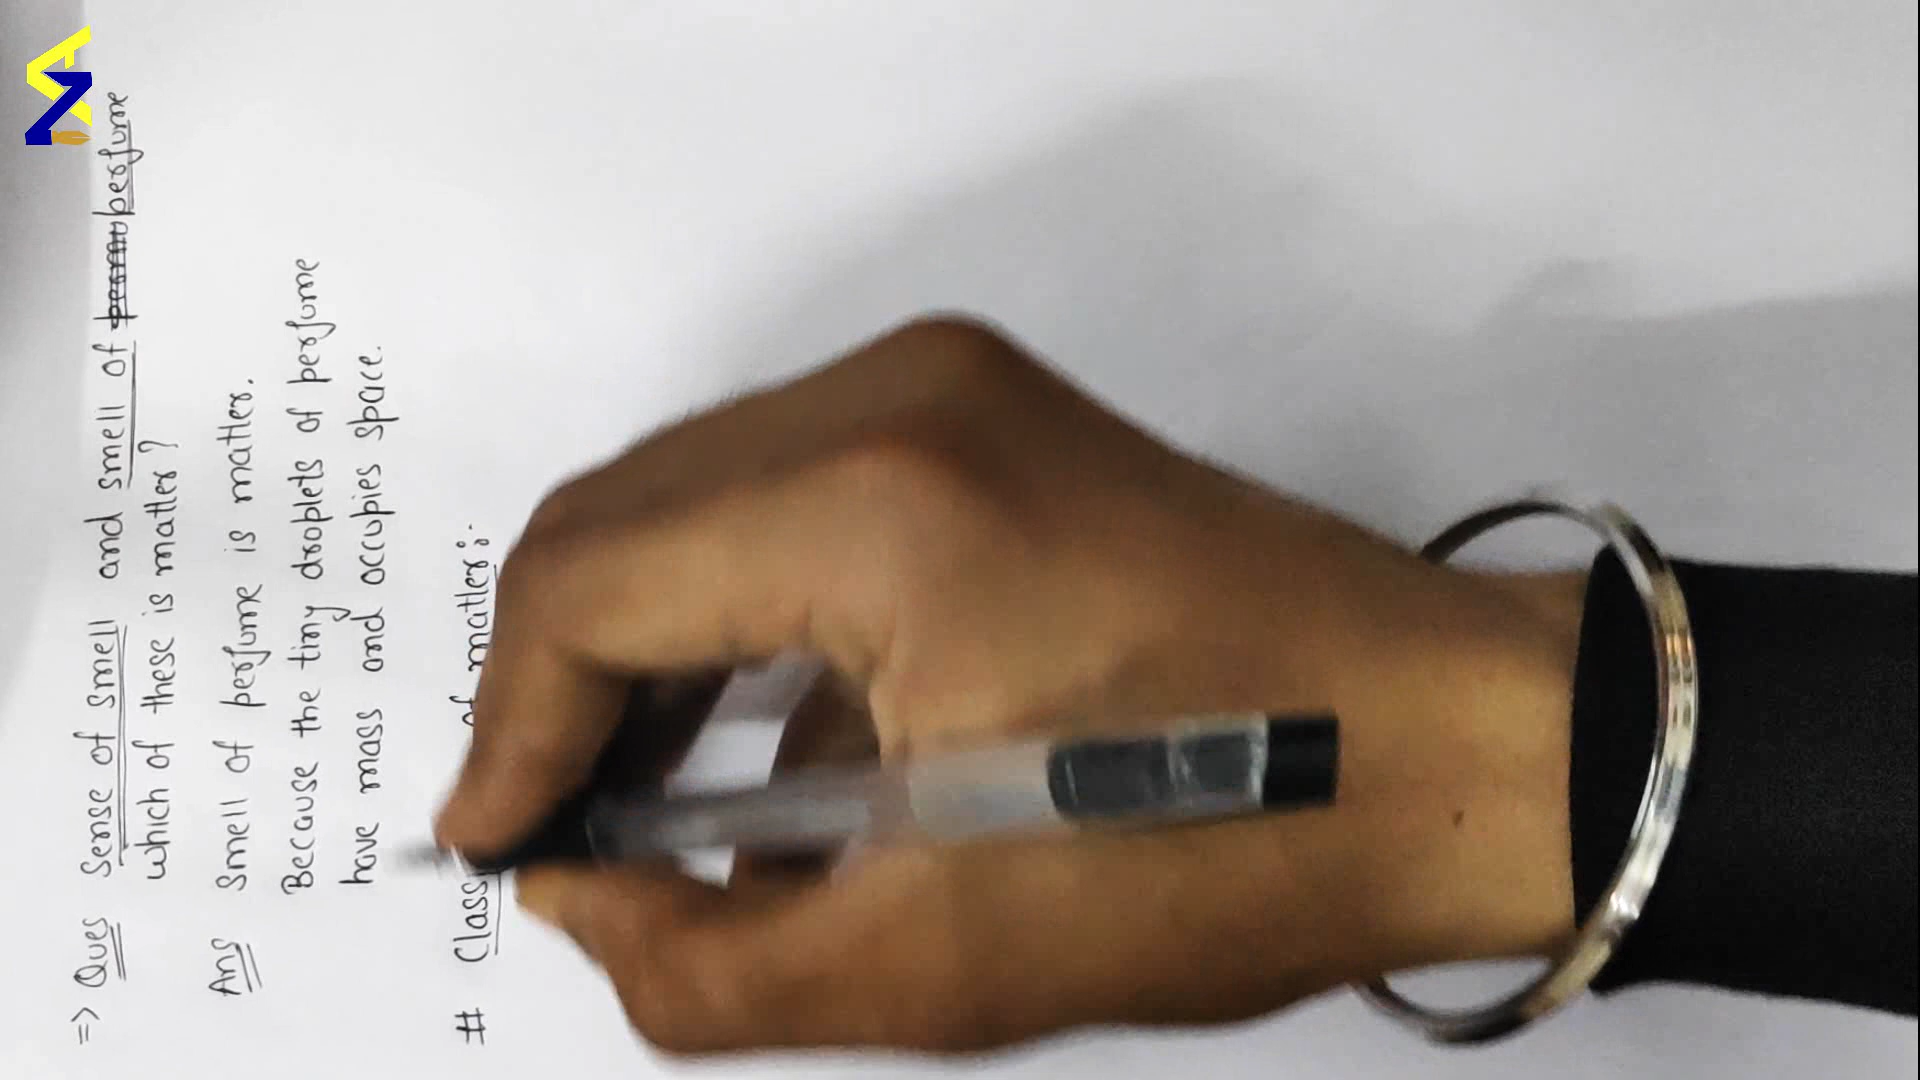 => Ques Sense of smell and smell of perfume
which of these is matter?
Ans Smell of perfume is matter.
Because the tiny droplets of perfume
have mass and occupies space.
# of matter: